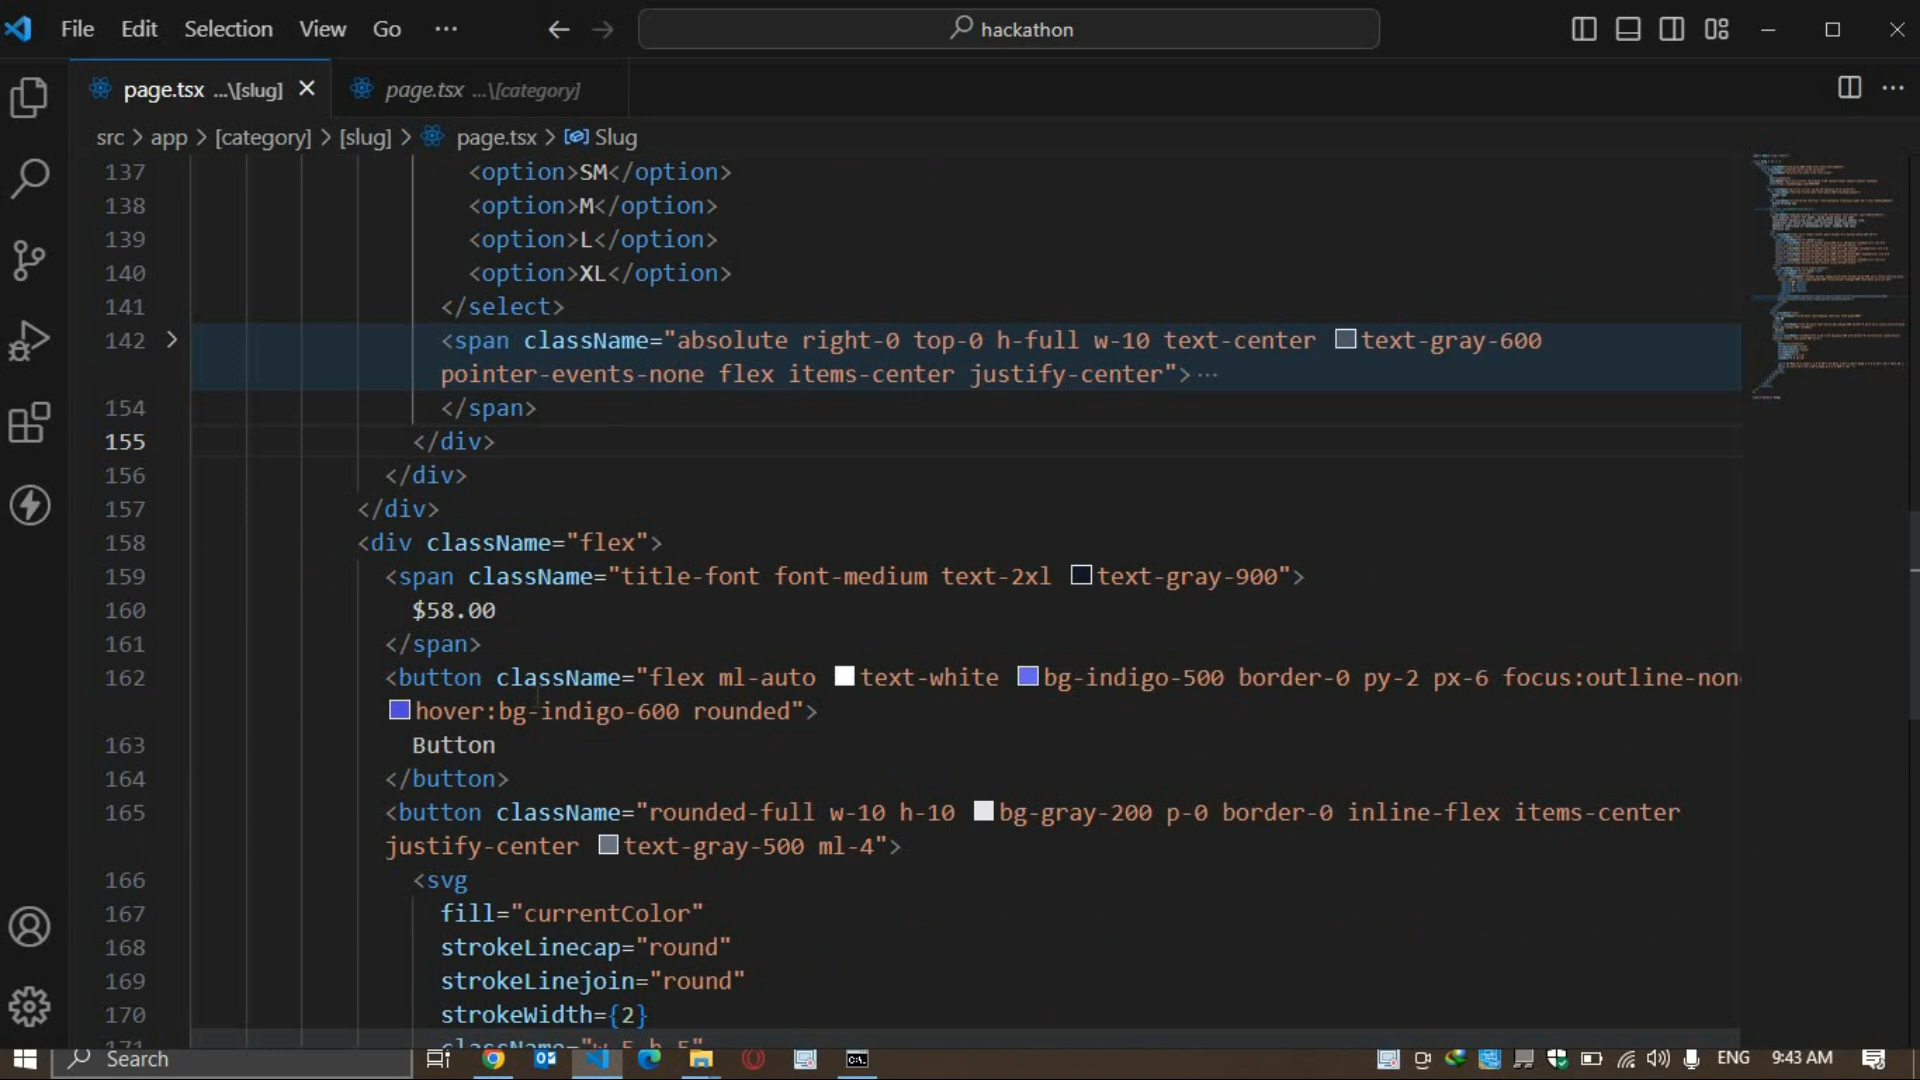 File Edit Selection View Go ··· hackathon
page.tsx ...\[slug] page.tsx ...\[category]
src > app > [category] > [slug] > page.tsx > Slug
137 <option>SM</option>
138 <option>M</option>
139 <option>L</option>
140 <option>XL</option>
141 </select>
142 <span className="absolute right-0 top-0 h-full w-10 text-center text-gray-600
pointer-events-none flex items-center justify-center">···
154 </span>
155 </div>
156 </div>
157 </div>
158 <div className="flex">
159 <span className="title-font font-medium text-2xl text-gray-900">
160 $58.00
161 </span>
162 <button className="flex ml-auto text-white bg-indigo-500 border-0 py-2 px-6 focus:outline-non
hover:bg-indigo-600 rounded">
163 Button
164 </button>
165 <button className="rounded-full w-10 h-10 bg-gray-200 p-0 border-0 inline-flex items-center
justify-center text-gray-500 ml-4">
166 <svg
167 fill="currentColor"
168 strokeLinecap="round"
169 strokeLinejoin="round"
170 strokeWidth={2}
171 className="w-5 h-5"
Search ENG 9:43 AM